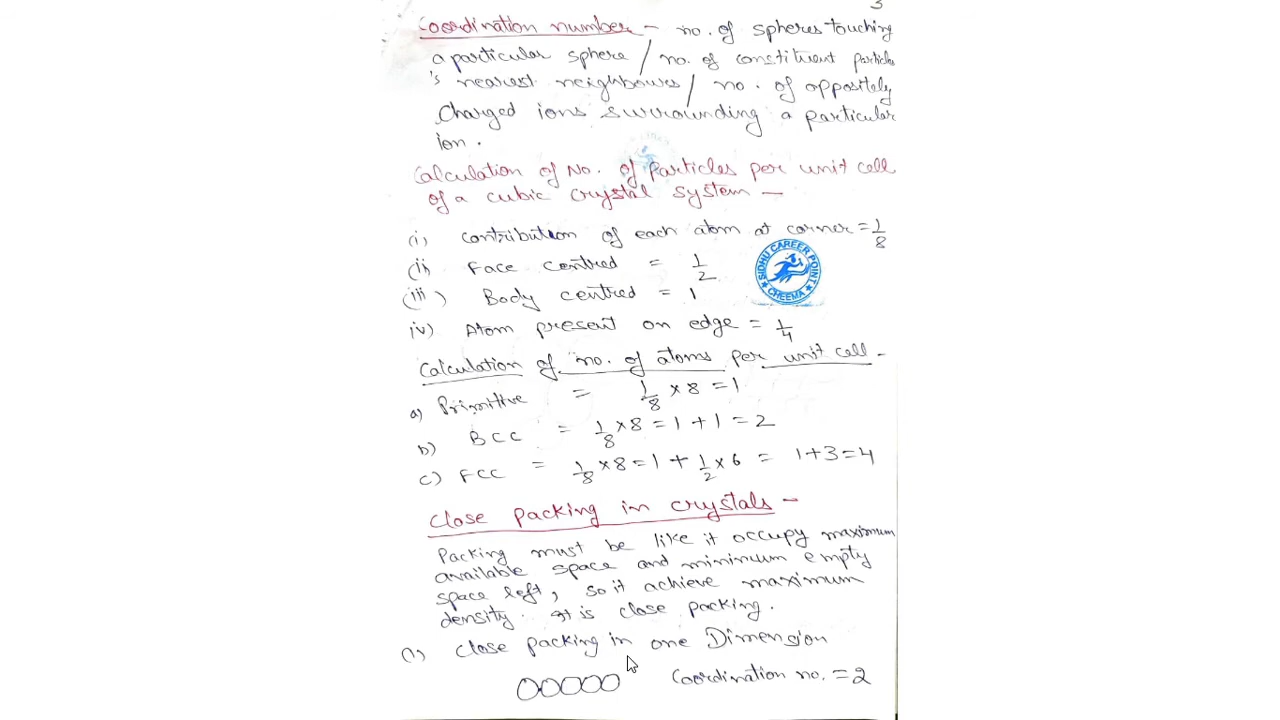 3
Coordination number - no. of spheres touching
a particular sphere / no. of constituent particle
's nearest neighbours / no. of oppositely
Charged ions surrounding a particular
ion.
Calculation of No. of particles per unit cell
of a cubic crystal system -
(i) contribution of each atom at corner = 1/8
(ii) Face centred = 1/2
(iii) Body centred = 1
iv) Atom present on edge = 1/4
SIDHU CAREER POINT
CHEEMA
Calculation of no. of atoms per unit cell -
a) Primitive = 1/8 × 8 = 1
b) BCC = 1/8 × 8 = 1 + 1 = 2
c) FCC = 1/8 × 8 = 1 + 1/2 × 6 = 1+3=4
Close packing in crystals -
Packing must be like it occupy maximum
available space and minimum empty
space left, so it achieve maximum
density. It is close packing.
(1) Close packing in one Dimension
Coordination no. = 2